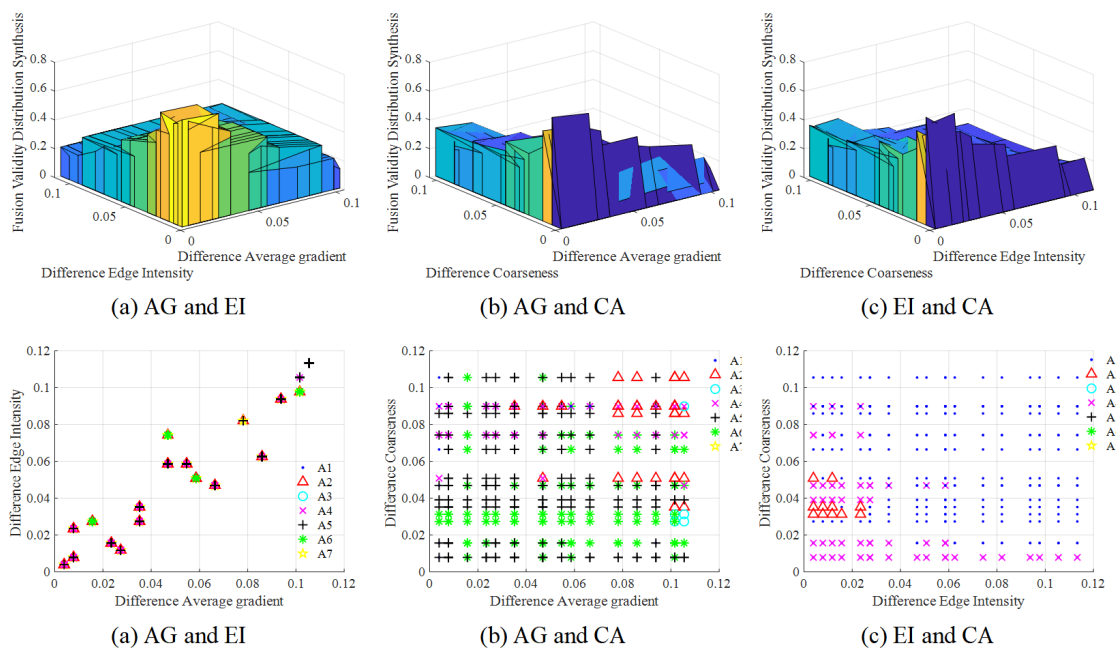 Fusion Validity Distribution Synthesis
0.8
0.6
0.4
0.2
0
0.1
0.05
0
0
0.05
0.1
Difference Average gradient
Difference Edge Intensity
(a) AG and EI
Fusion Validity Distribution Synthesis
0.8
0.6
0.4
0.2
0
0.1
0.05
0
0
0.05
0.1
Difference Average gradient
Difference Coarseness
(b) AG and CA
Fusion Validity Distribution Synthesis
0.8
0.6
0.4
0.2
0
0.1
0.05
0
0
0.05
0.1
Difference Edge Intensity
Difference Coarseness
(c) EI and CA
Difference Edge Intensity
0.12
0.1
0.08
0.06
0.04
0.02
0
0 0.02 0.04 0.06 0.08 0.1 0.12
Difference Average gradient
A1
A2
A3
A4
A5
A6
A7
(a) AG and EI
Difference Coarseness
0.12
0.1
0.08
0.06
0.04
0.02
0
0 0.02 0.04 0.06 0.08 0.1 0.12
Difference Average gradient
A
A
A
A
A
A
A
(b) AG and CA
Difference Coarseness
0.12
0.1
0.08
0.06
0.04
0.02
0
0 0.02 0.04 0.06 0.08 0.1 0.12
Difference Edge Intensity
A
A
A
A
A
A
A
(c) EI and CA